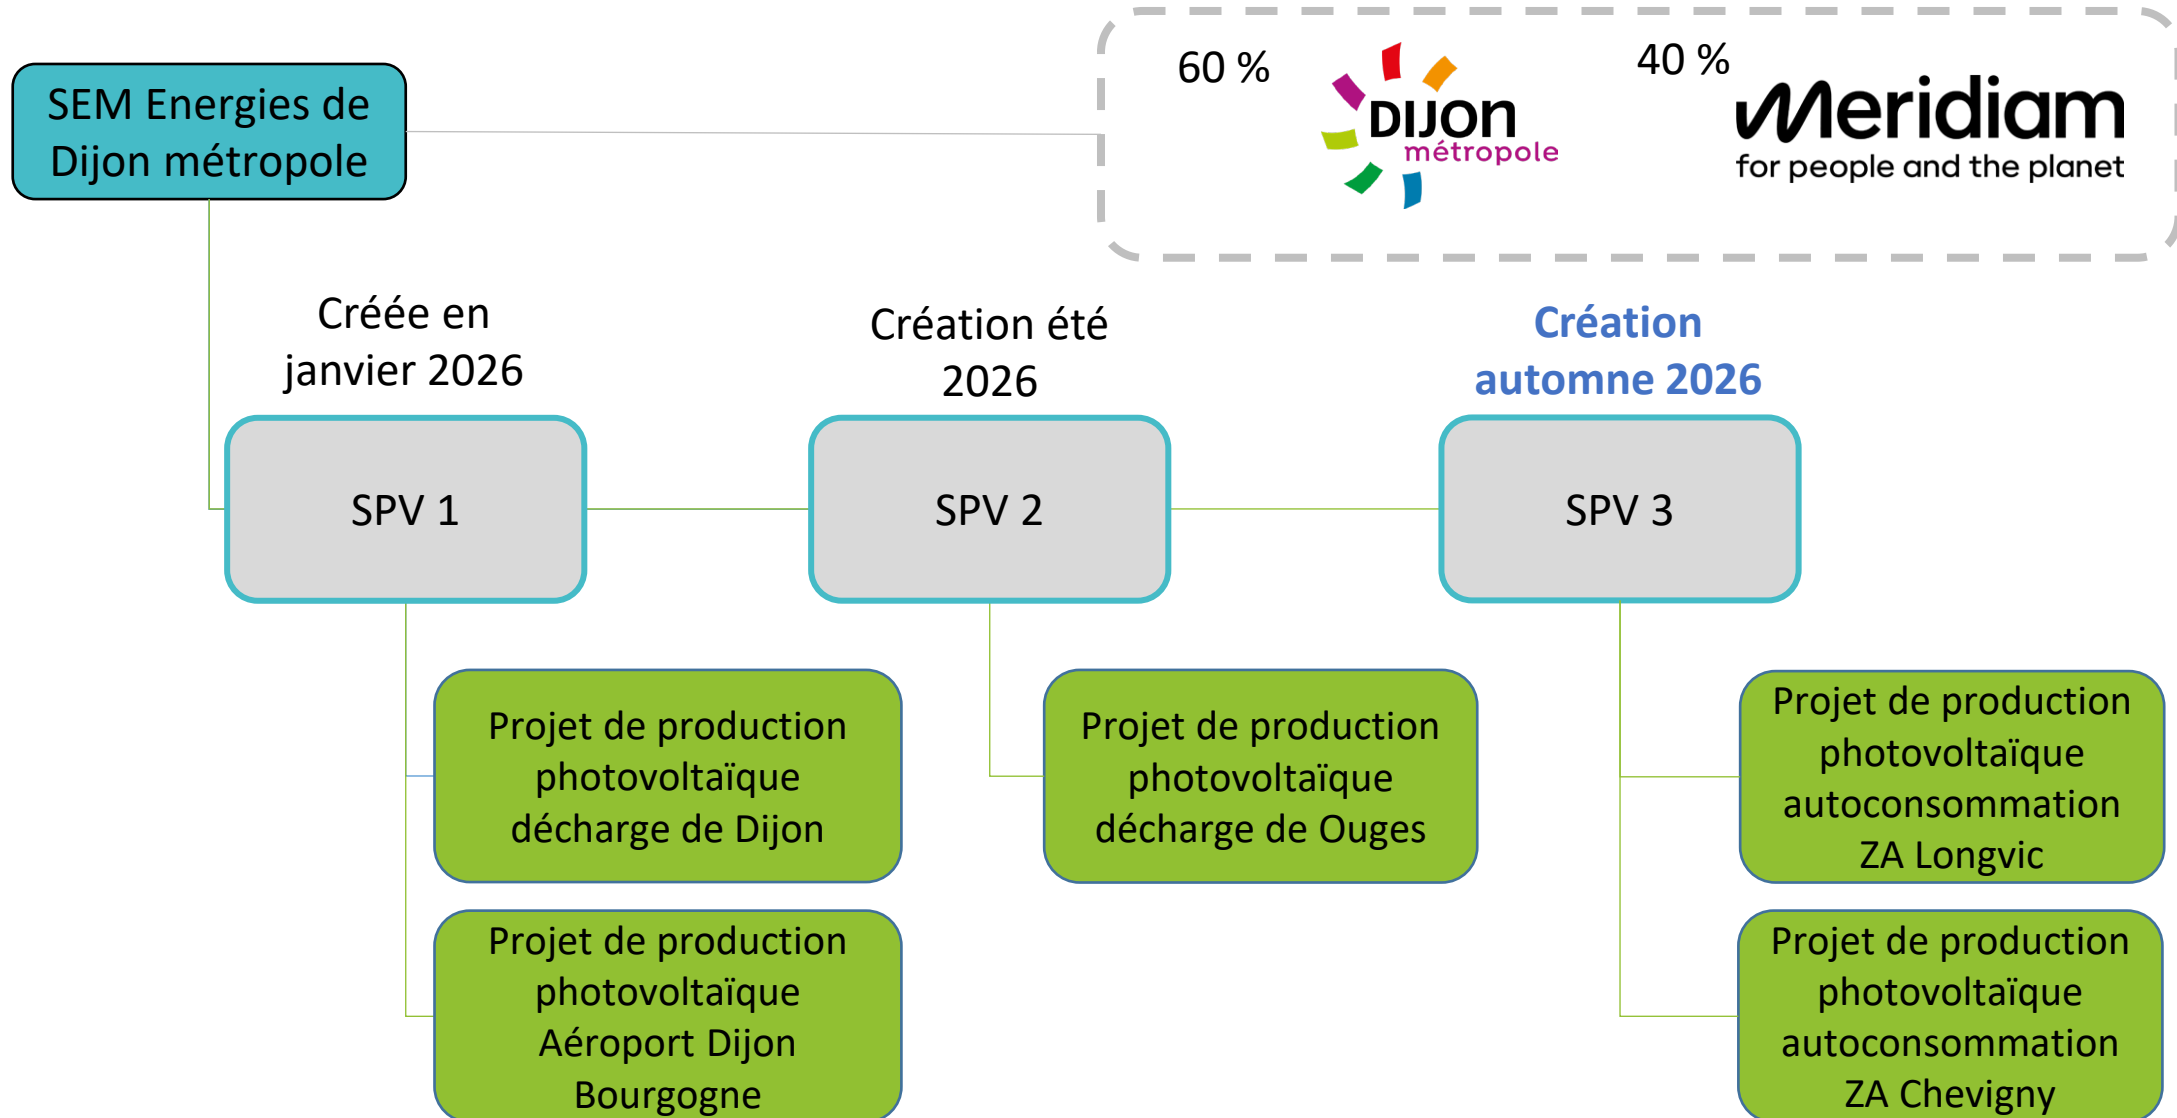 SEM Energies de
Dijon métropole
60 %
DIJON
métropole
40 %
Meridiam
for people and the planet
Créée en
janvier 2026
Création été
2026
Création
automne 2026
SPV 1
SPV 2
SPV 3
Projet de production
photovoltaïque
décharge de Dijon
Projet de production
photovoltaïque
décharge de Ouges
Projet de production
photovoltaïque
autoconsommation
ZA Longvic
Projet de production
photovoltaïque
Aéroport Dijon
Bourgogne
Projet de production
photovoltaïque
autoconsommation
ZA Chevigny